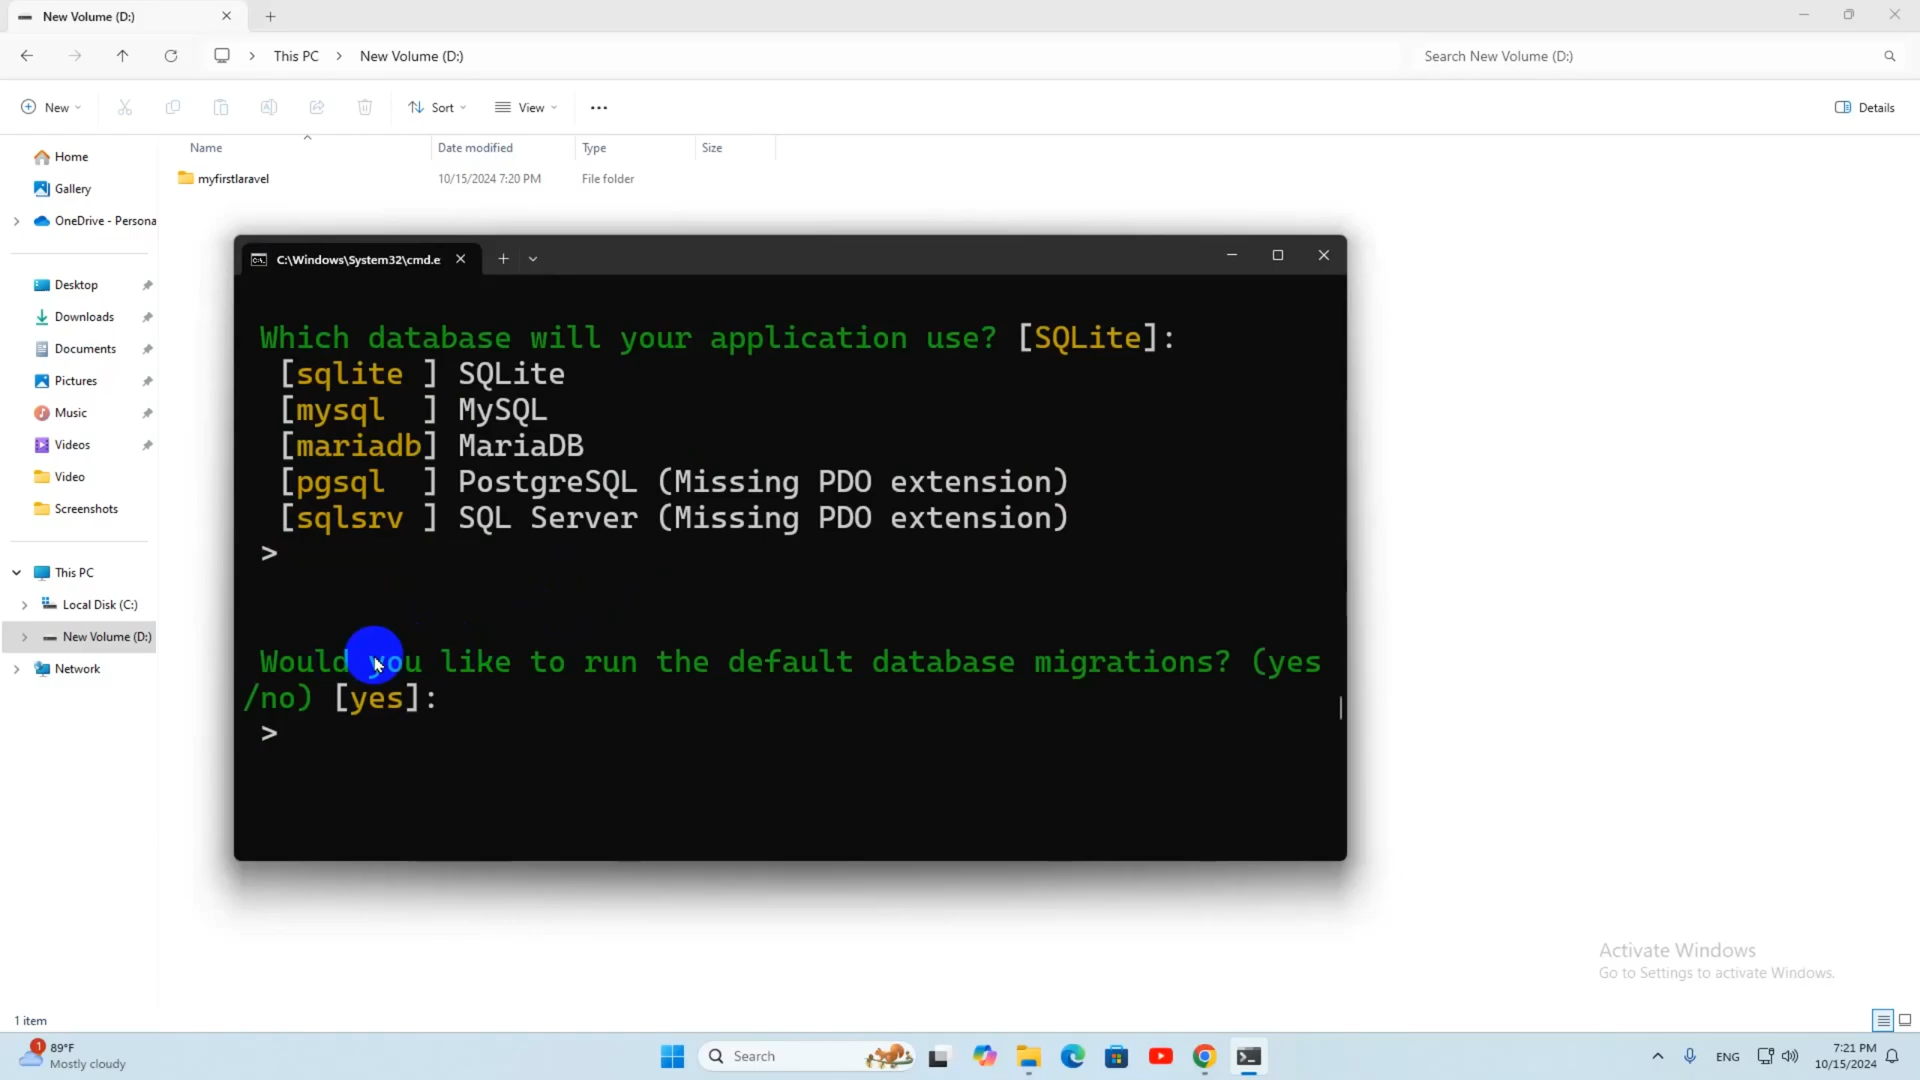 New Volume (D:)
This PC > New Volume (D:)
Search New Volume (D:)
New
Sort
View
Details
Name
Date modified
Type
Size
myfirstlaravel
10/15/2024 7:20 PM
File folder
Home
Gallery
OneDrive - Persona
Desktop
Downloads
Documents
Pictures
Music
Videos
Video
Screenshots
This PC
Local Disk (C:)
New Volume (D:)
Network
C:\Windows\System32\cmd.e
Which database will your application use? [SQLite]:
[sqlite ] SQLite
[mysql  ] MySQL
[mariadb] MariaDB
[pgsql  ] PostgreSQL (Missing PDO extension)
[sqlsrv ] SQL Server (Missing PDO extension)
>
Would you like to run the default database migrations? (yes
/no) [yes]:
>
Activate Windows
Go to Settings to activate Windows.
1 item
1
89°F
Mostly cloudy
Search
ENG
7:21 PM
10/15/2024